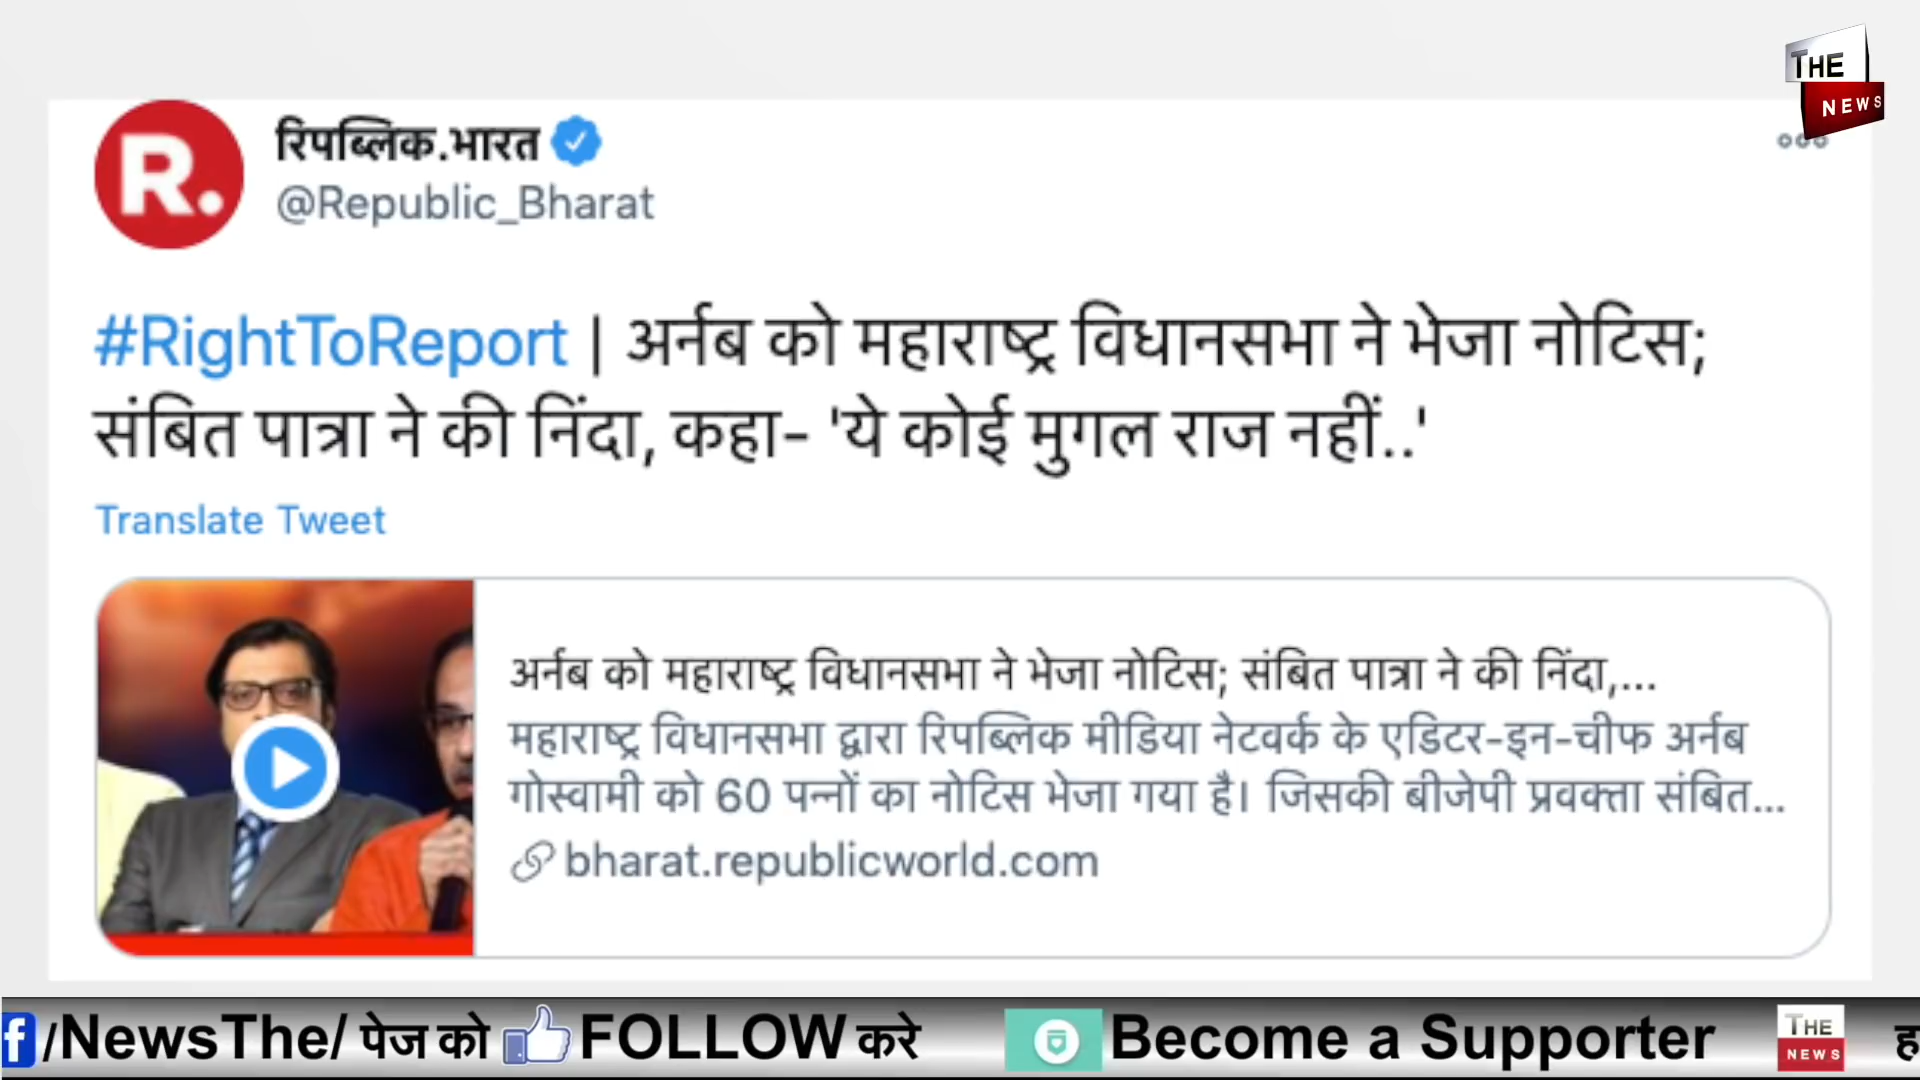 THE
NEWS
R.
रिपब्लिक.भारत
@Republic_Bharat
#RightToReport | अर्नब को महाराष्ट्र विधानसभा ने भेजा नोटिस;
संबित पात्रा ने की निंदा, कहा- 'ये कोई मुगल राज नहीं..'
Translate Tweet
अर्नब को महाराष्ट्र विधानसभा ने भेजा नोटिस; संबित पात्रा ने की निंदा,...
महाराष्ट्र विधानसभा द्वारा रिपब्लिक मीडिया नेटवर्क के एडिटर-इन-चीफ अर्नब
गोस्वामी को 60 पन्नों का नोटिस भेजा गया है। जिसकी बीजेपी प्रवक्ता संबित...
bharat.republicworld.com
f/NewsThe/ पेज को FOLLOW करे Become a Supporter THE NEWS ह